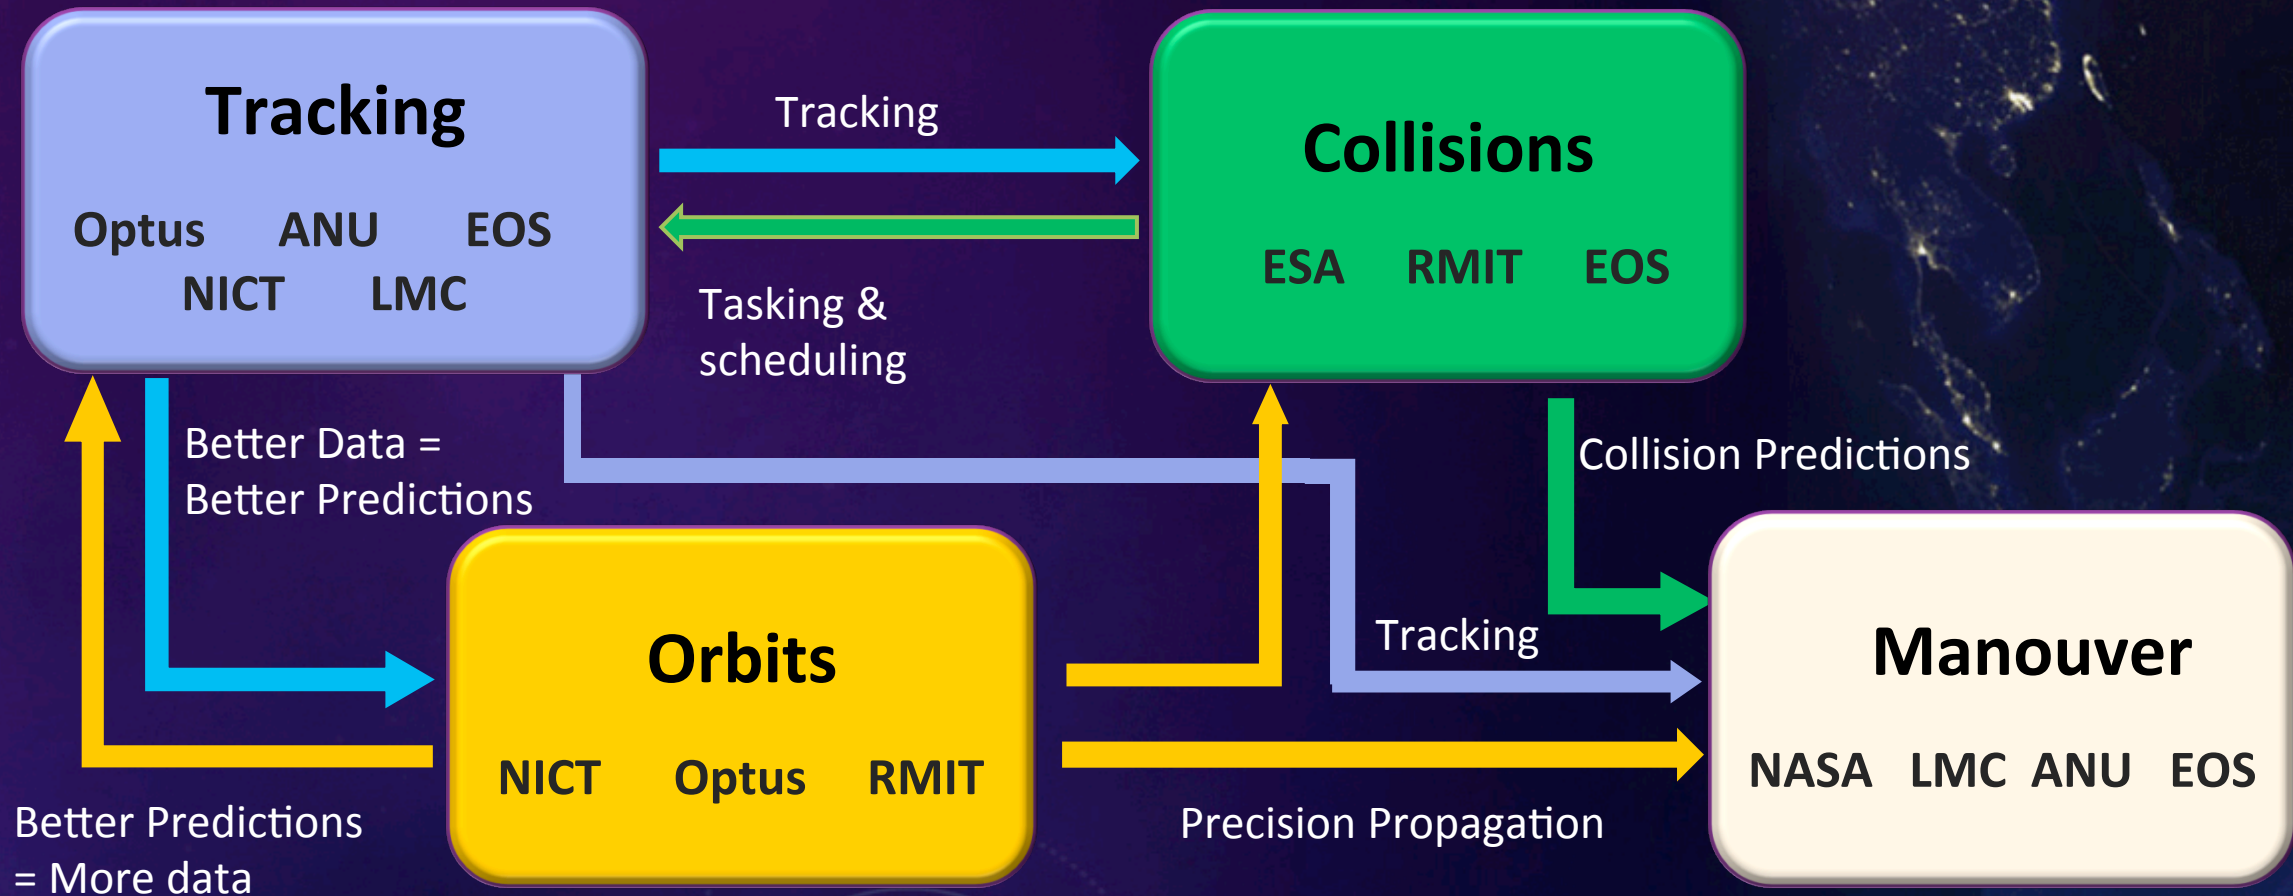 Tracking
Optus ANU EOS
NICT LMC
Tracking
Tasking &
scheduling
Collisions
ESA RMIT EOS
Better Data =
Better Predictions
Collision Predictions
Orbits
NICT Optus RMIT
Tracking
Manouver
NASA LMC ANU EOS
Better Predictions
= More data
Precision Propagation